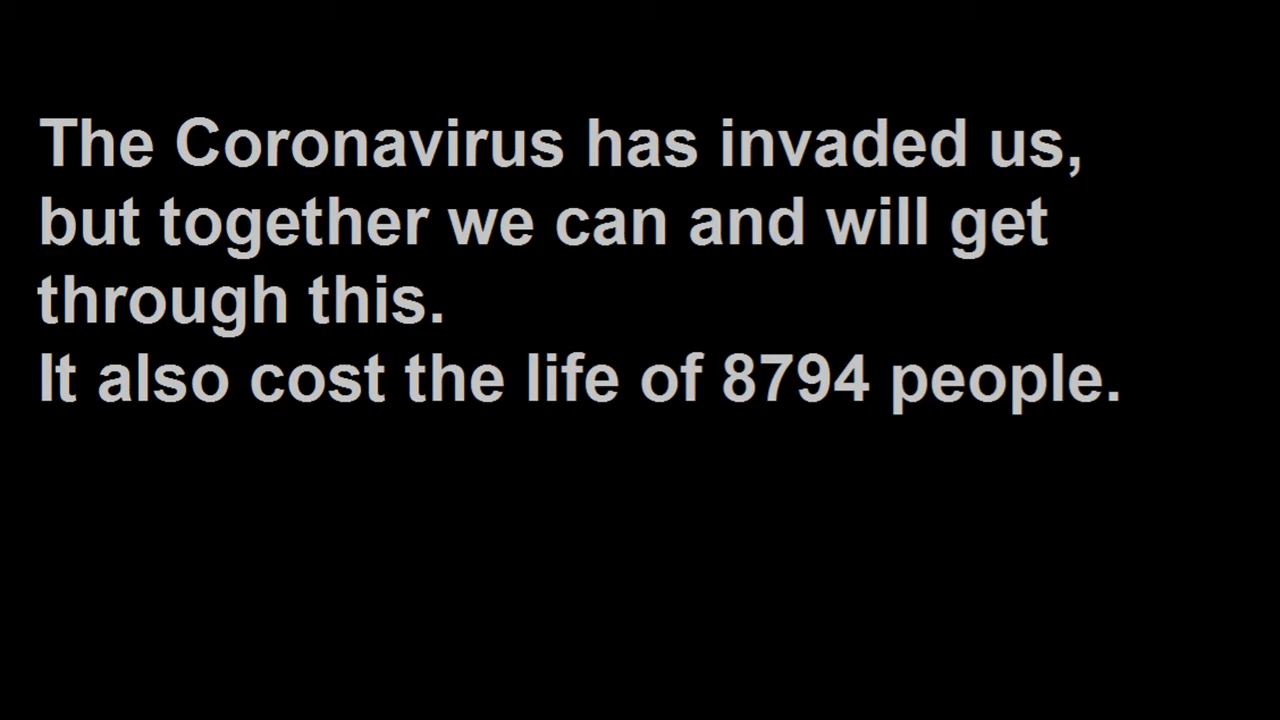 The Coronavirus has invaded us,
but together we can and will get
through this.
It also cost the life of 8794 people.